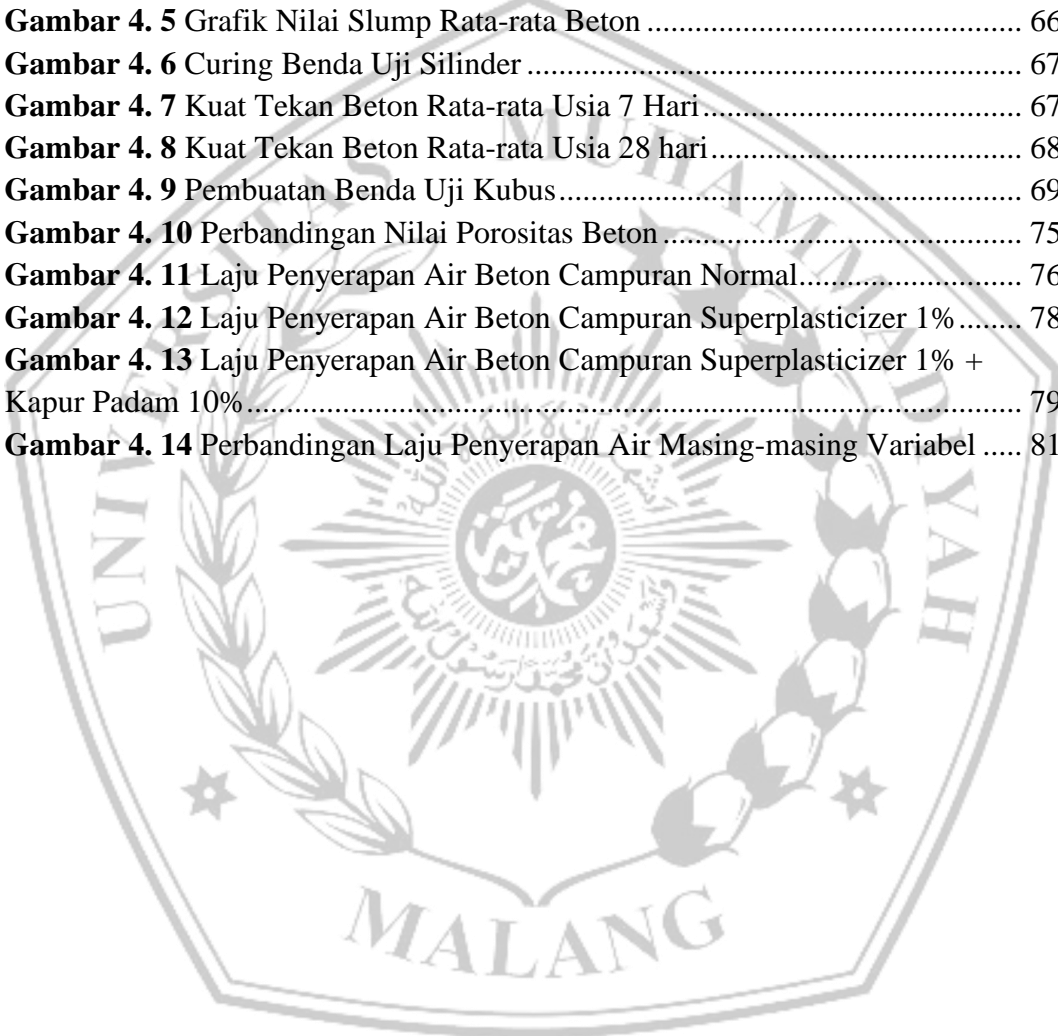 Gambar 4. 5 Grafik Nilai Slump Rata-rata Beton ............................................. 66
Gambar 4. 6 Curing Benda Uji Silinder ........................................................... 67
Gambar 4. 7 Kuat Tekan Beton Rata-rata Usia 7 Hari...................................... 67
Gambar 4. 8 Kuat Tekan Beton Rata-rata Usia 28 hari..................................... 68
Gambar 4. 9 Pembuatan Benda Uji Kubus....................................................... 69
Gambar 4. 10 Perbandingan Nilai Porositas Beton ........................................... 75
Gambar 4. 11 Laju Penyerapan Air Beton Campuran Normal.......................... 76
Gambar 4. 12 Laju Penyerapan Air Beton Campuran Superplasticizer 1% ........ 78
Gambar 4. 13 Laju Penyerapan Air Beton Campuran Superplasticizer 1% +
Kapur Padam 10%............................................................................................ 79
Gambar 4. 14 Perbandingan Laju Penyerapan Air Masing-masing Variabel ..... 81
UNIVERSITAS MUHAMMADIYAH
MALANG